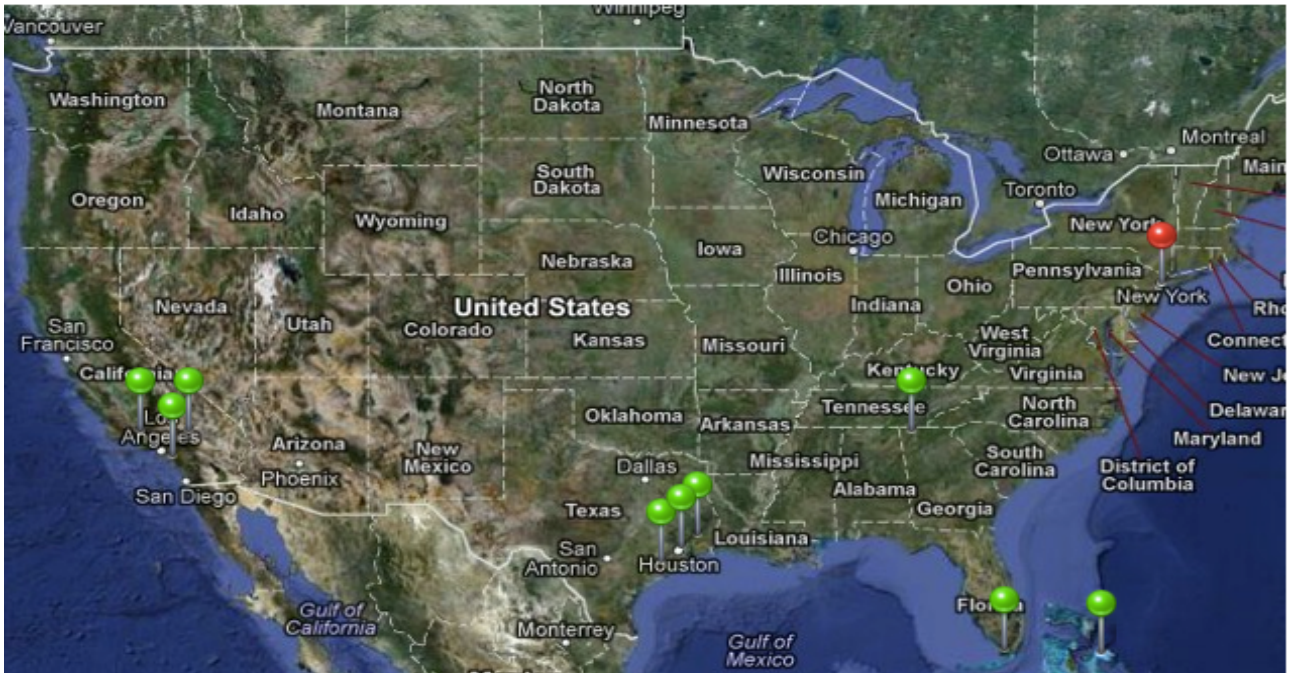 Winnipeg
Vancouver
Washington
Montana
North
Dakota
Minnesota
Montreal
Ottawa
Main
Oregon
Idaho
South
Dakota
Wisconsin
Michigan
Toronto
Wyoming
New York
Chicago
Iowa
Nebraska
Illinois
Pennsylvania
Ohio
Indiana
New York
Nevada
United States
Rho
San
Francisco
Utah
Colorado
Kansas
Missouri
West
Virginia
Connect
California
Kentucky
Virginia
New Je
Los
Angeles
Oklahoma
Arkansas
Tennessee
North
Carolina
Delawar
Maryland
Arizona
New
Mexico
Phoenix
Dallas
Mississippi
South
Carolina
District of
Columbia
San Diego
Alabama
Georgia
Texas
Louisiana
San
Antonio
Houston
Gulf of
California
Florida
Monterrey
Gulf of
Mexico